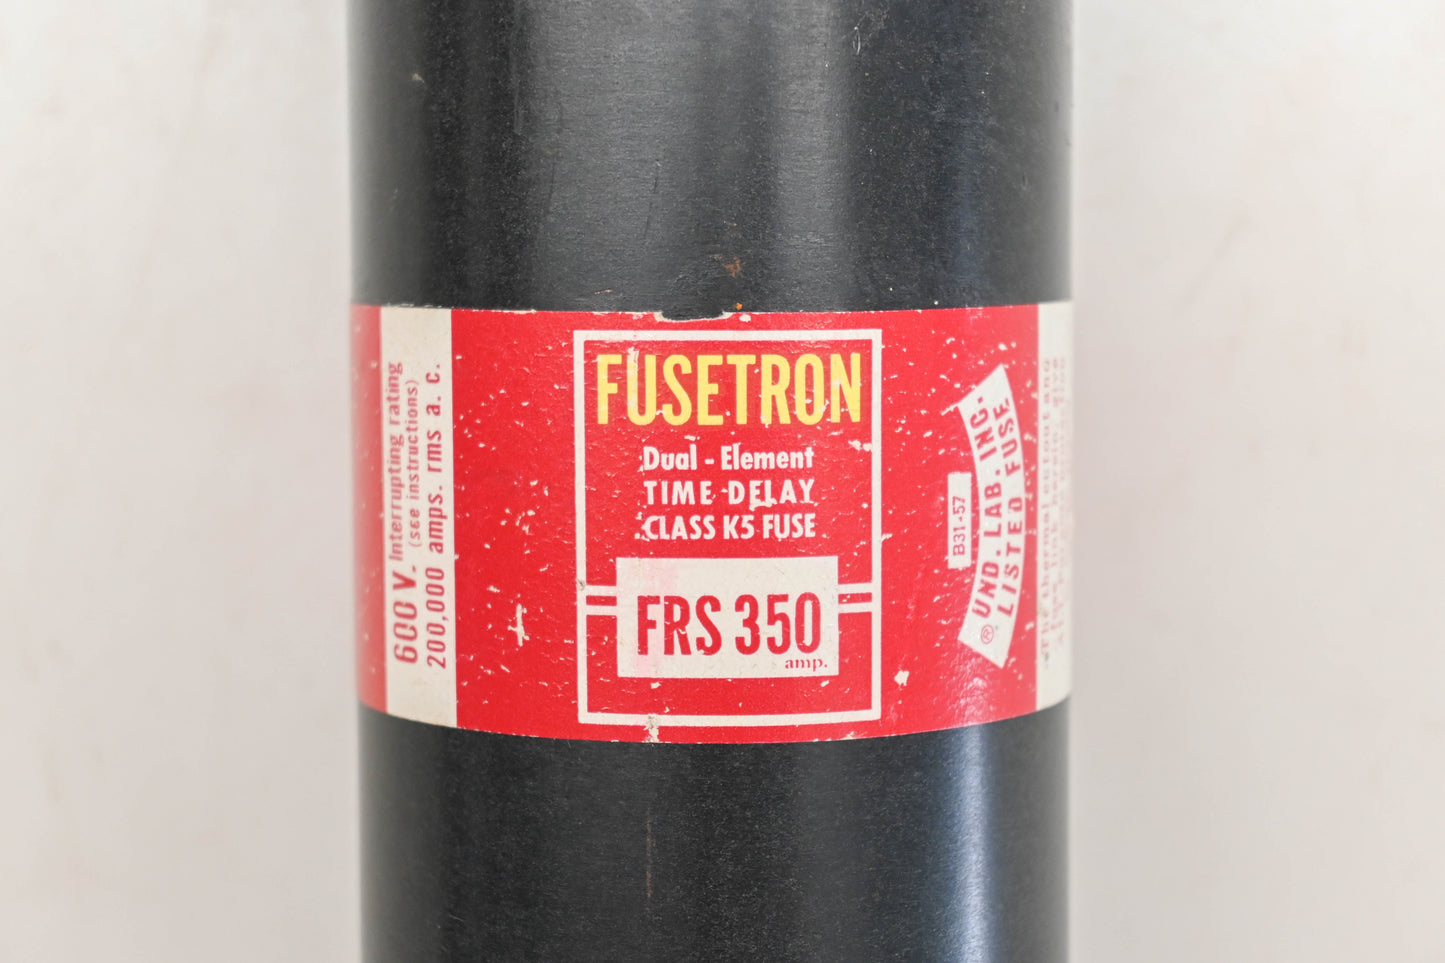 FUSETRON
Dual - Element
TIME-DELAY
CLASS K5 FUSE
FRS 350
amp.
600 V. Interrupting rating
(see instructions)
200,000 amps. rms a. c.
B31-57
® UND. LAB. INC.
LISTED FUSE